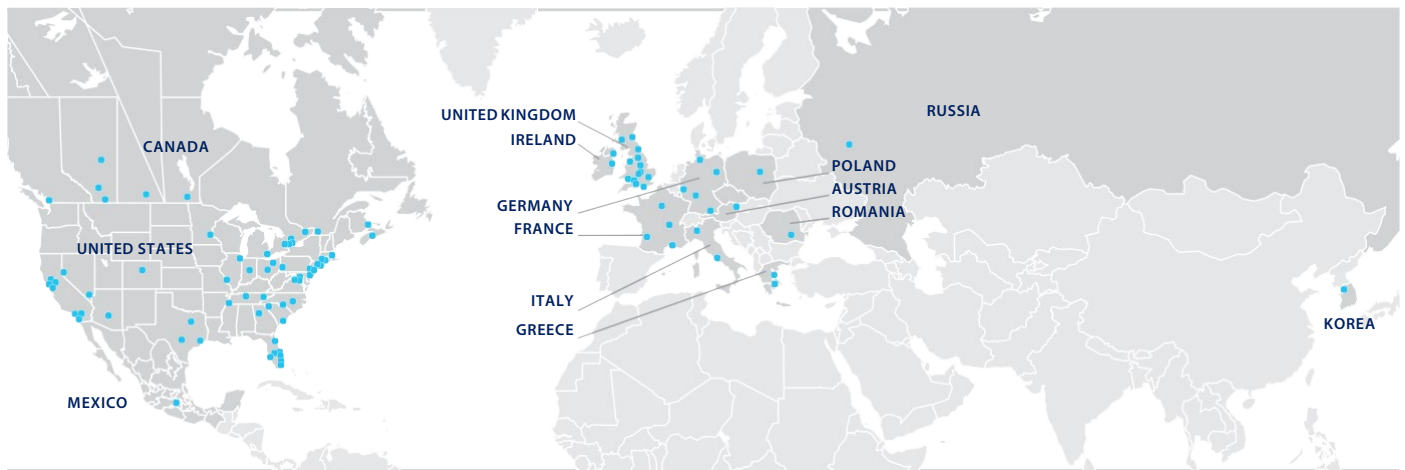 CANADA
UNITED STATES
MEXICO
UNITED KINGDOM
IRELAND
GERMANY
FRANCE
ITALY
GREECE
RUSSIA
POLAND
AUSTRIA
ROMANIA
KOREA